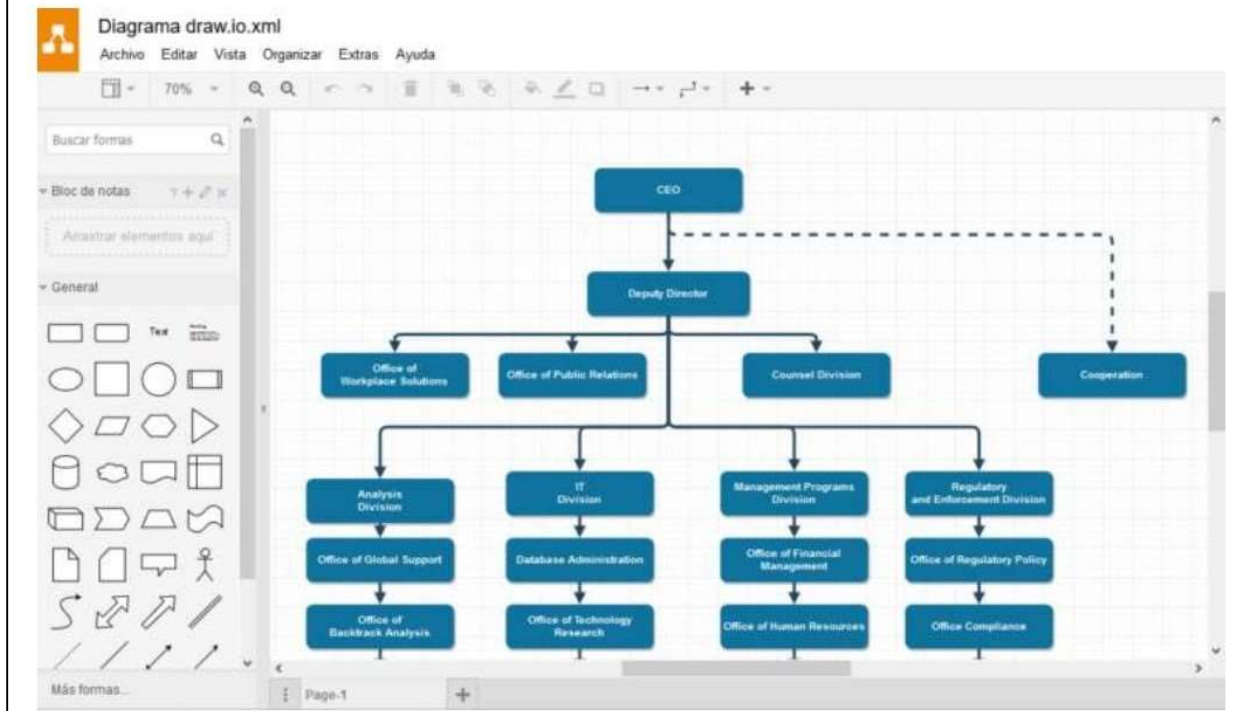 Diagrama draw.io.xml
Archivo Editar Vista Organizar Extras Ayuda
70%
Buscar formas
Bloc de notas
Arrastrar elementos aquí
General
Text
CEO
Deputy Director
Office of
Workplace Solutions
Office of Public Relations
Counsel Division
Cooperation
Analysis
Division
IT
Division
Management Programs
Division
Regulatory
and Enforcement Division
Office of Global Support
Database Administration
Office of Financial
Management
Office of Regulatory Policy
Office of
Backtrack Analysis
Office of Technology
Research
Office of Human Resources
Office Compliance
Más formas...
Page-1